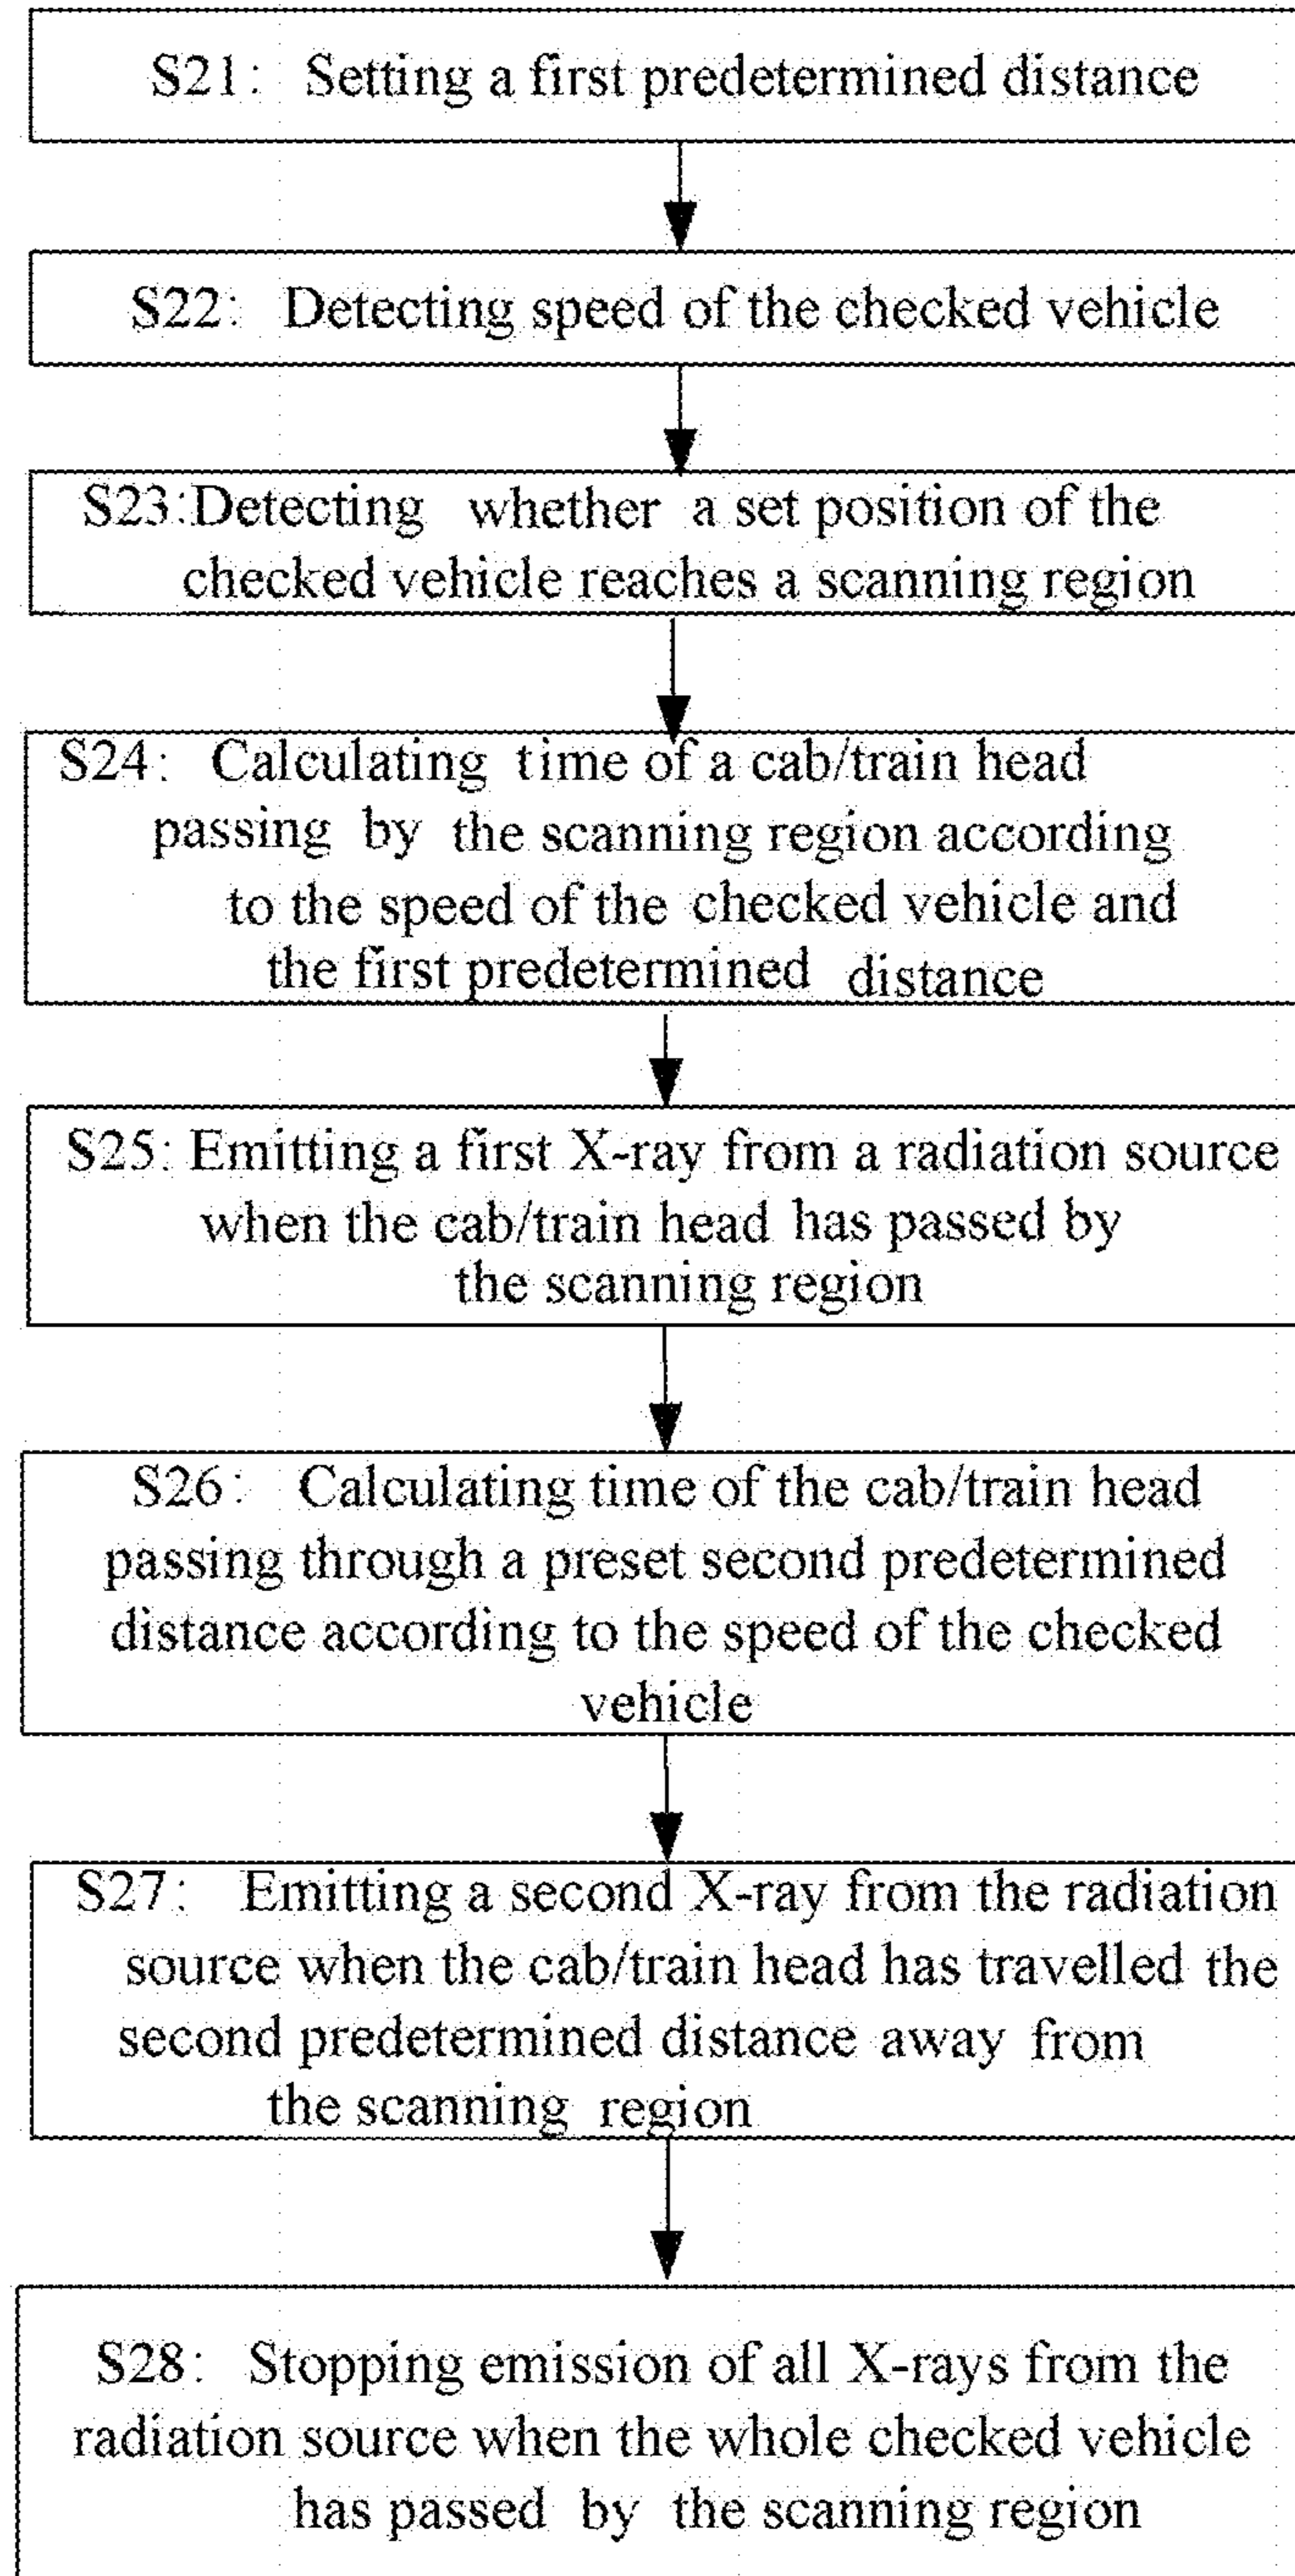 S21: Setting a first predetermined distance
S22: Detecting speed of the checked vehicle
S23:Detecting whether a set position of the
checked vehicle reaches a scanning region
S24: Calculating time of a cab/train head
passing by the scanning region according
to the speed of the checked vehicle and
the first predetermined distance
S25: Emitting a first X-ray from a radiation source
when the cab/train head has passed by
the scanning region
S26: Calculating time of the cab/train head
passing through a preset second predetermined
distance according to the speed of the checked
vehicle
S27: Emitting a second X-ray from the radiation
source when the cab/train head has travelled the
second predetermined distance away from
the scanning region
S28: Stopping emission of all X-rays from the
radiation source when the whole checked vehicle
has passed by the scanning region